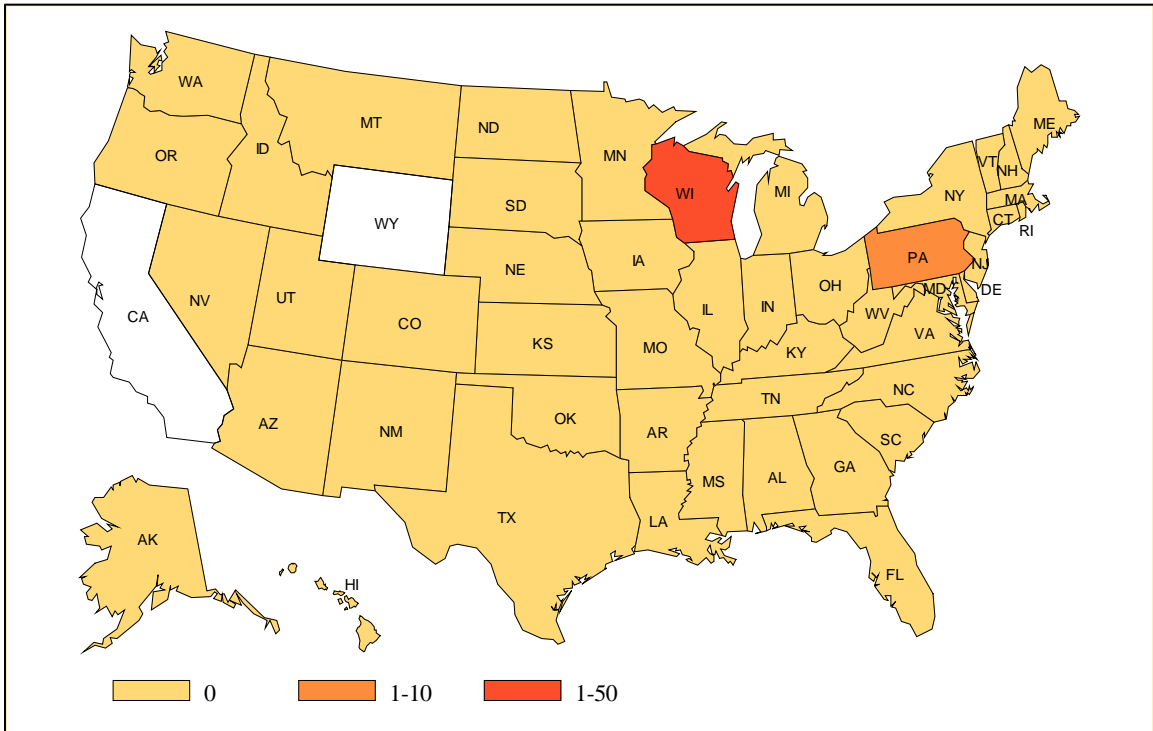 WA
MT
ND
ME
OR
ID
MN
VT
NH
WI
MI
NY
MA
SD
WY
CT
RI
PA
IA
NE
NJ
OH
MD
DE
NV
UT
IL
IN
CA
CO
WV
VA
KS
MO
KY
NC
TN
AZ
NM
OK
AR
SC
GA
MS
AL
TX
LA
AK
FL
HI
0
1-10
1-50